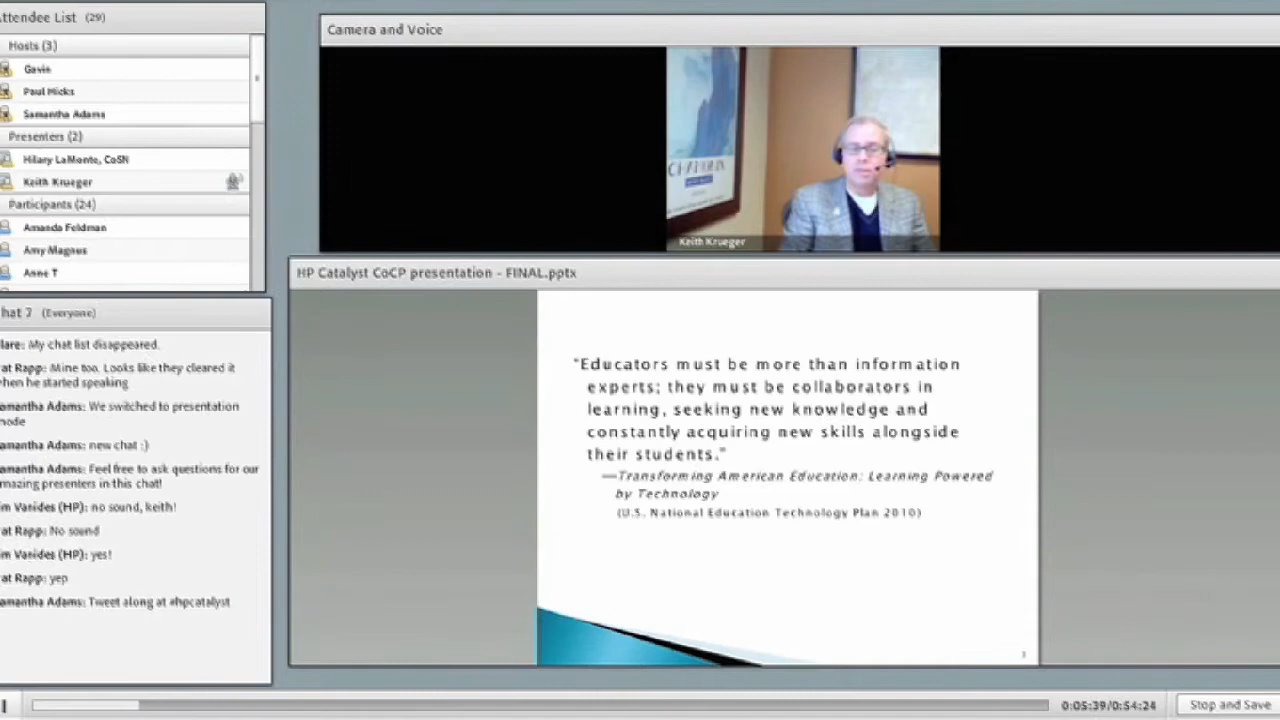 Attendee List (29)
Hosts (3)
Gavin
Paul Hicks
Samantha Adams
Presenters (2)
Hilary LaMonte, CoSN
Keith Krueger
Participants (24)
Amanda Feldman
Amy Magnus
Anne T
hat 7 (Everyone)
lare: My chat list disappeared.
at Rapp: Mine too. Looks like they cleared it
hen he started speaking
amantha Adams: We switched to presentation
mode
amantha Adams: new chat :)
amantha Adams: Feel free to ask questions for our
mazing presenters in this chat!
im Vanides (HP): no sound, keith!
at Rapp: No sound
im Vanides (HP): yes!
at Rapp: yep
amantha Adams: Tweet along at #hpcatalyst
Camera and Voice
Keith Krueger
HP Catalyst CoCP presentation - FINAL.pptx
"Educators must be more than information
experts; they must be collaborators in
learning, seeking new knowledge and
constantly acquiring new skills alongside
their students."
—Transforming American Education: Learning Powered
by Technology
(U.S. National Education Technology Plan 2010)
3
0:05:39/0:54:24
Stop and Save